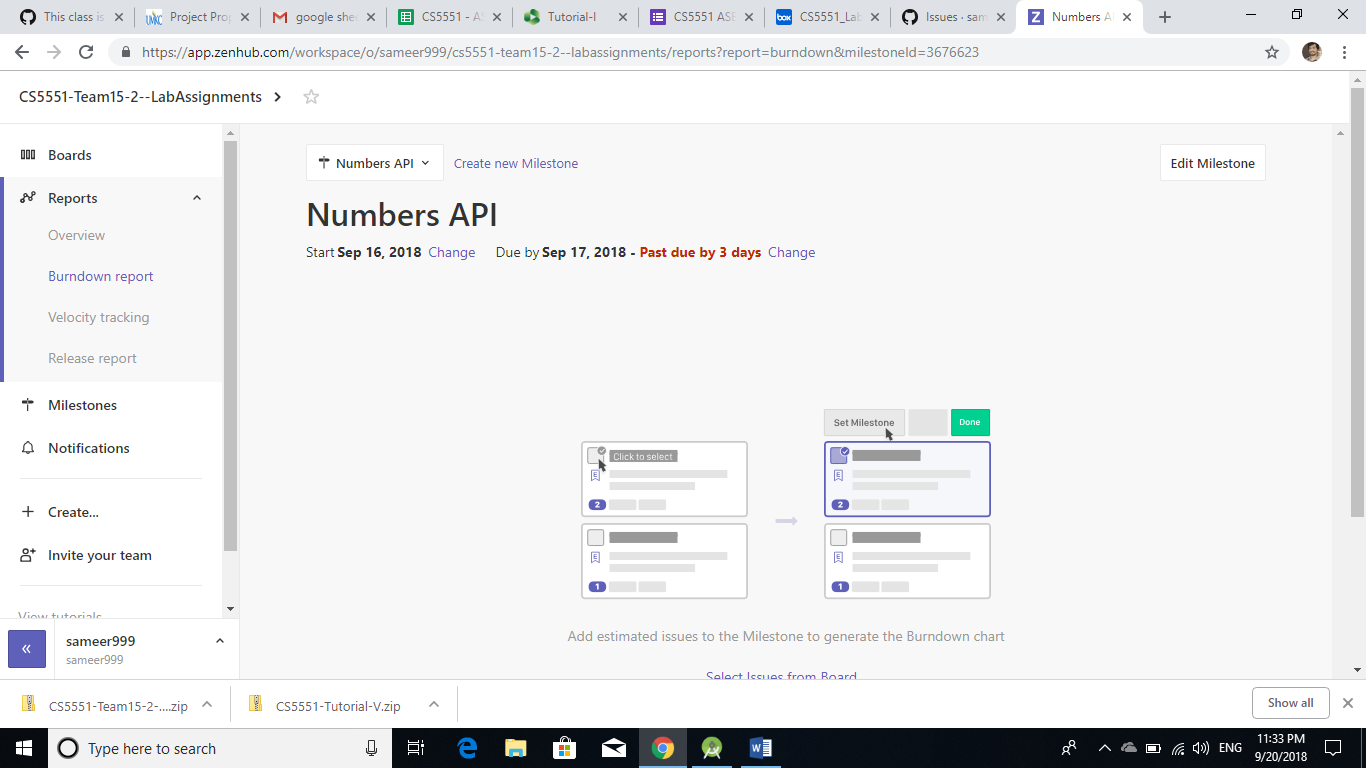 This class is
Project Prop
google shee
CS5551 - AS
Tutorial-I
CS5551 ASE
CS5551_Lab
Issues · sam
Numbers A
https://app.zenhub.com/workspace/o/sameer999/cs5551-team15-2--labassignments/reports?report=burndown&milestoneId=3676623
CS5551-Team15-2--LabAssignments
Boards
Reports
Overview
Burndown report
Velocity tracking
Release report
Milestones
Notifications
Create...
Invite your team
View tutorials
sameer999
sameer999
Numbers API
Create new Milestone
Edit Milestone
Numbers API
Start Sep 16, 2018 Change Due by Sep 17, 2018 - Past due by 3 days Change
Set Milestone
Done
Click to select
E
2
E
1
E
2
E
1
Add estimated issues to the Milestone to generate the Burndown chart
Select Issues from Board
CS5551-Team15-2-....zip
CS5551-Tutorial-V.zip
Show all
Type here to search
ENG
11:33 PM
9/20/2018